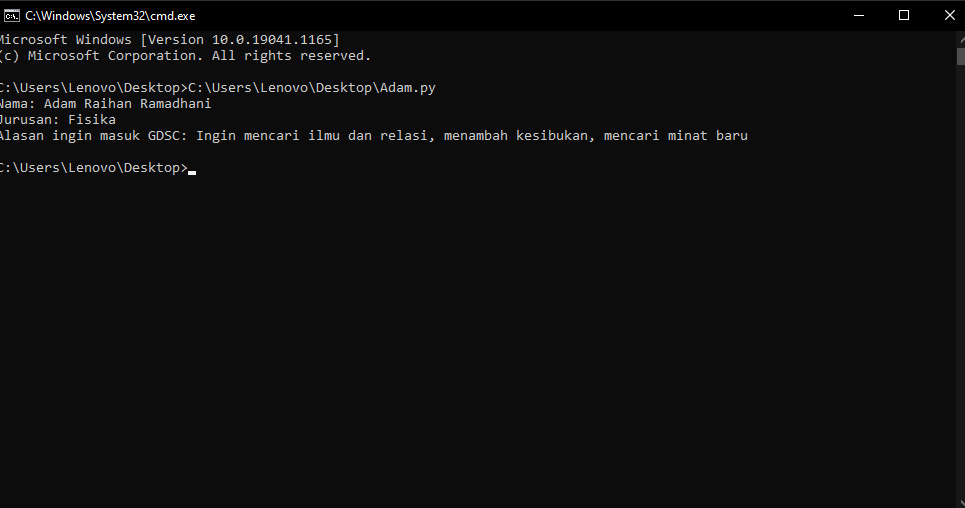 C:\Windows\System32\cmd.exe
Microsoft Windows [Version 10.0.19041.1165]
(c) Microsoft Corporation. All rights reserved.
C:\Users\Lenovo\Desktop>C:\Users\Lenovo\Desktop\Adam.py
Nama: Adam Raihan Ramadhani
Jurusan: Fisika
Alasan ingin masuk GDSC: Ingin mencari ilmu dan relasi, menambah kesibukan, mencari minat baru
C:\Users\Lenovo\Desktop>